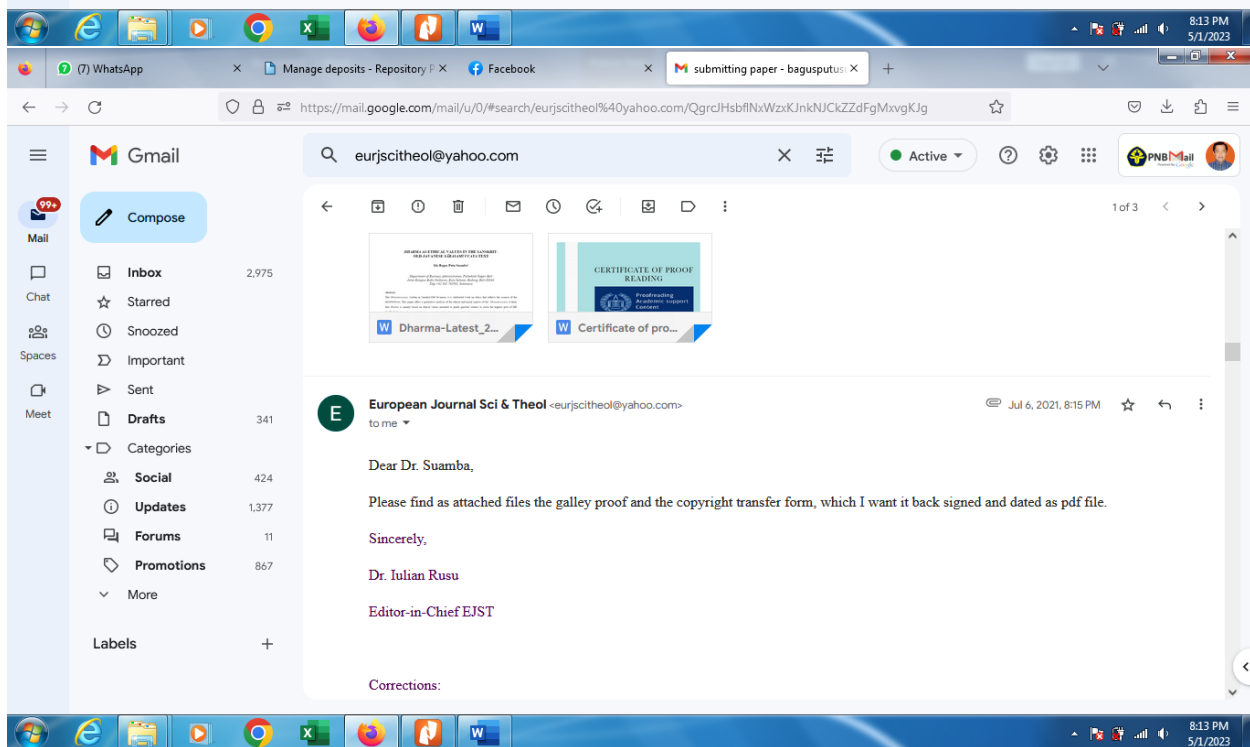 8:13 PM
5/1/2023
(7) WhatsApp
Manage deposits - Repository P
Facebook
submitting paper - bagusputus
https://mail.google.com/mail/u/0/#search/eurjscitheol%40yahoo.com/QgrcJHsbflNxWzxKJnkNJCkZZdFgMxvgKJg
Gmail
eurjscitheol@yahoo.com
Active
PNBMail
99+
Mail
Compose
1 of 3
Chat
Spaces
Meet
Inbox 2,975
Starred
Snoozed
Important
Sent
Drafts 341
Categories
Social 424
Updates 1,377
Forums 11
Promotions 867
More
Labels
CERTIFICATE OF PROOF
READING
Proofreading
Academic support
Content
W Dharma-Latest_2...
W Certificate of pro...
E
European Journal Sci & Theol <eurjscitheol@yahoo.com>
Jul 6, 2021, 8:15 PM
to me
Dear Dr. Suamba,
Please find as attached files the galley proof and the copyright transfer form, which I want it back signed and dated as pdf file.
Sincerely,
Dr. Iulian Rusu
Editor-in-Chief EJST
Corrections:
8:13 PM
5/1/2023